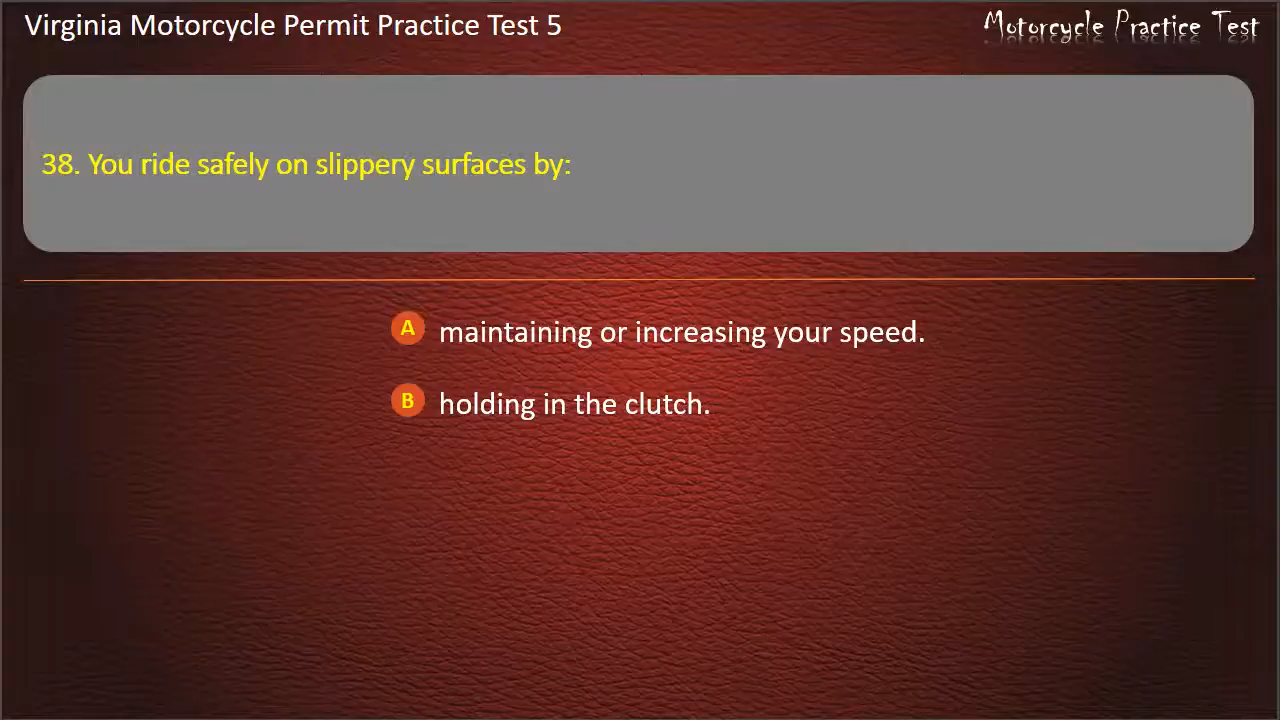 Virginia Motorcycle Permit Practice Test 5
Motorcycle Practice Test
38. You ride safely on slippery surfaces by:
A maintaining or increasing your speed.
B holding in the clutch.